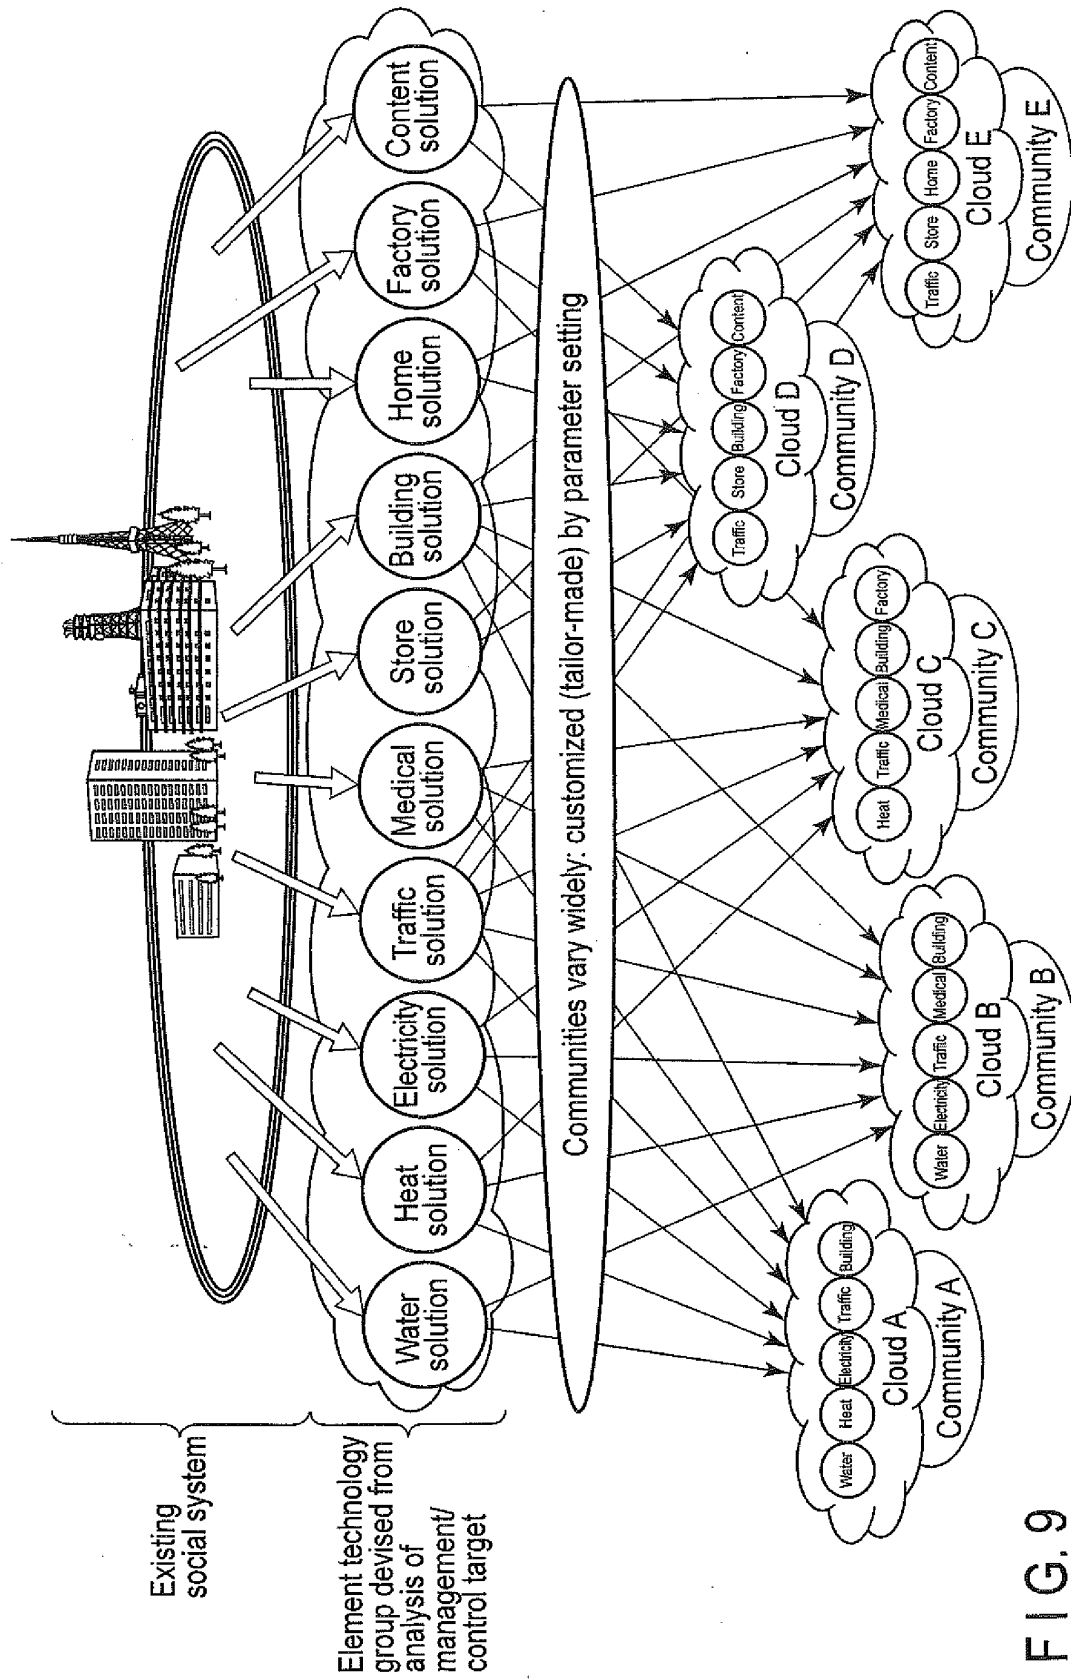 Existing
social system
Element technology
group devised from
analysis of
management/
control target
Water
solution
Heat
solution
Electricity
solution
Traffic
solution
Medical
solution
Store
solution
Building
solution
Home
solution
Factory
solution
Content
solution
Communities vary widely: customized (tailor-made) by parameter setting
Water
Heat
Electricity
Traffic
Building
Cloud A
Community A
Water
Electricity
Traffic
Medical
Building
Cloud B
Community B
Heat
Traffic
Medical
Building
Factory
Cloud C
Community C
Traffic
Store
Building
Factory
Content
Cloud D
Community D
Traffic
Store
Home
Factory
Content
Cloud E
Community E
FIG. 9